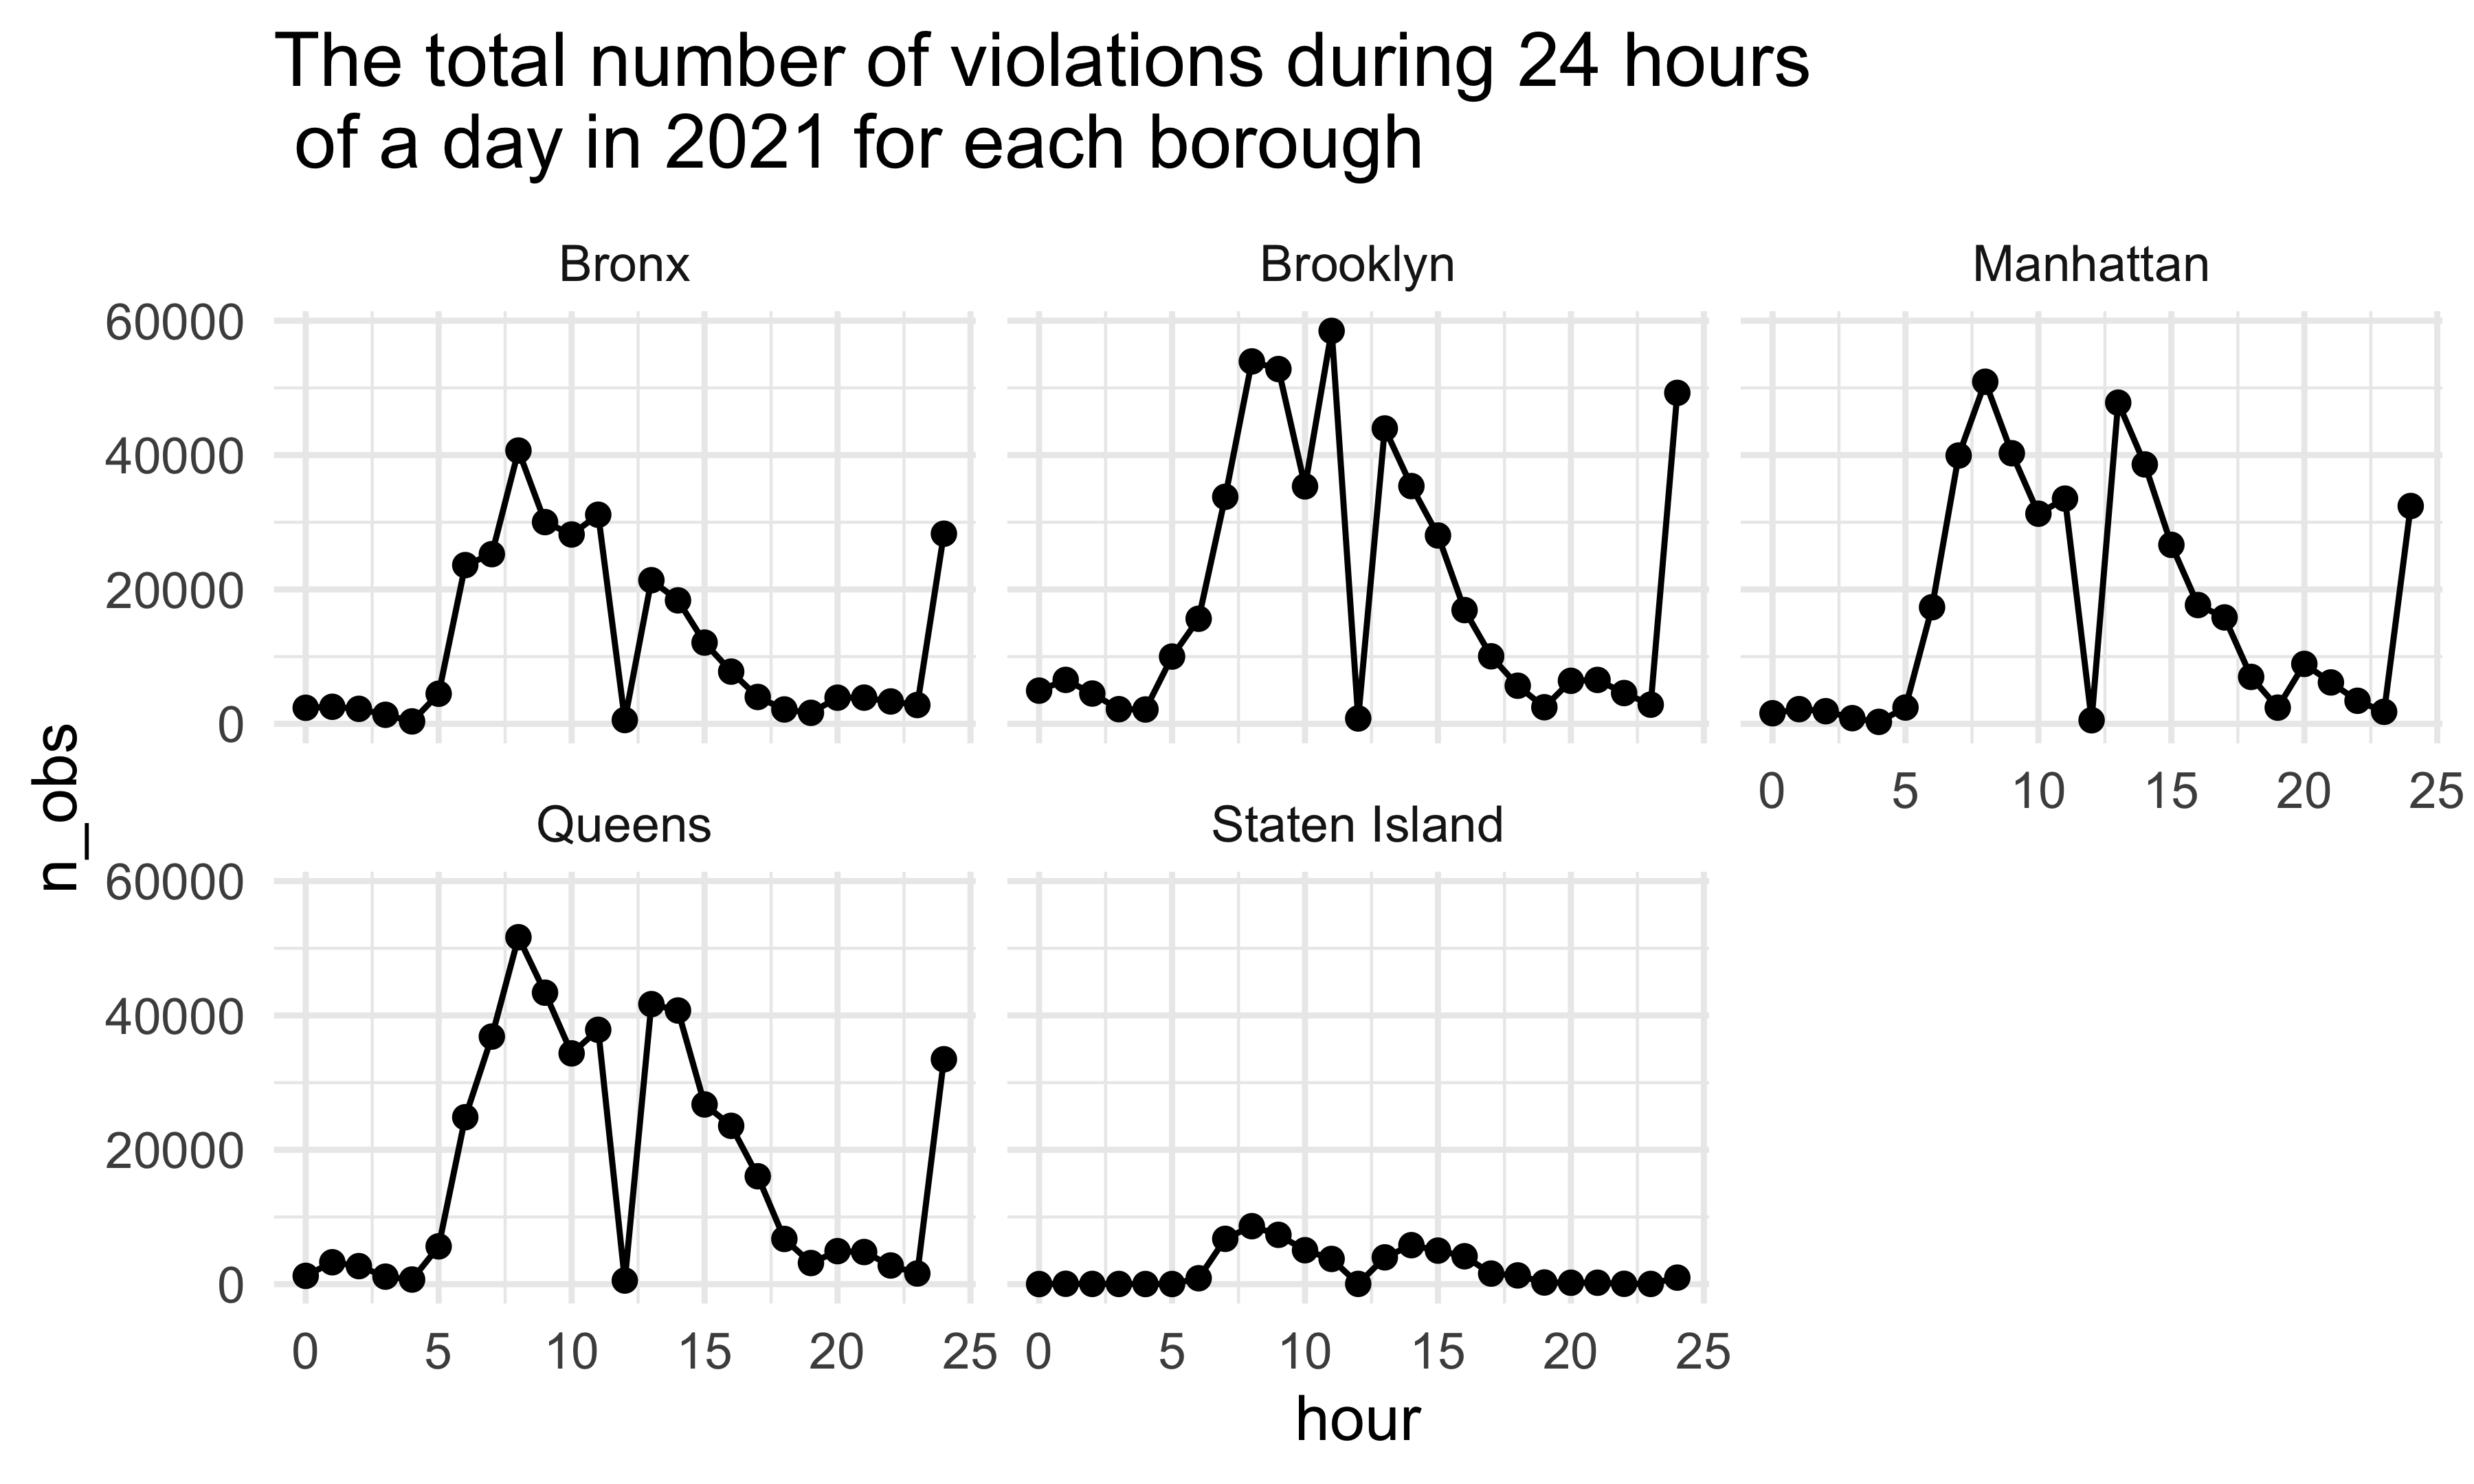 The total number of violations during 24 hours
of a day in 2021 for each borough
Bronx
Brooklyn
Manhattan
60000
40000
20000
0
0 5 10 15 20 25
n_obs
Queens
Staten Island
60000
40000
20000
0
0 5 10 15 20 25
0 5 10 15 20 25
hour